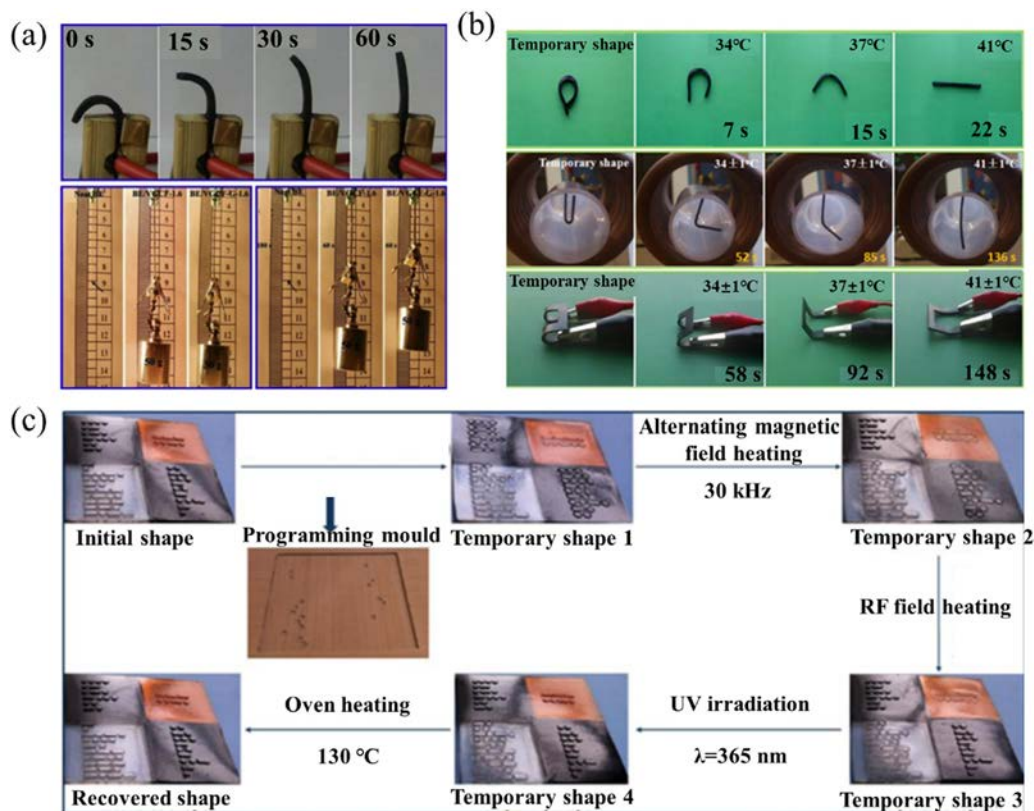 (a)
0 s
15 s
30 s
60 s
60 s
60 s
50 g
(b)
Temporary shape
34°C
37°C
41°C
7 s
15 s
22 s
Temporary shape
34±1°C
37±1°C
41±1°C
52 s
85 s
136 s
Temporary shape
34±1°C
37±1°C
41±1°C
58 s
92 s
148 s
(c)
Initial shape
Programming mould
Temporary shape 1
Alternating magnetic
field heating
30 kHz
Temporary shape 2
RF field heating
Temporary shape 3
UV irradiation
λ=365 nm
Temporary shape 4
Oven heating
130 °C
Recovered shape